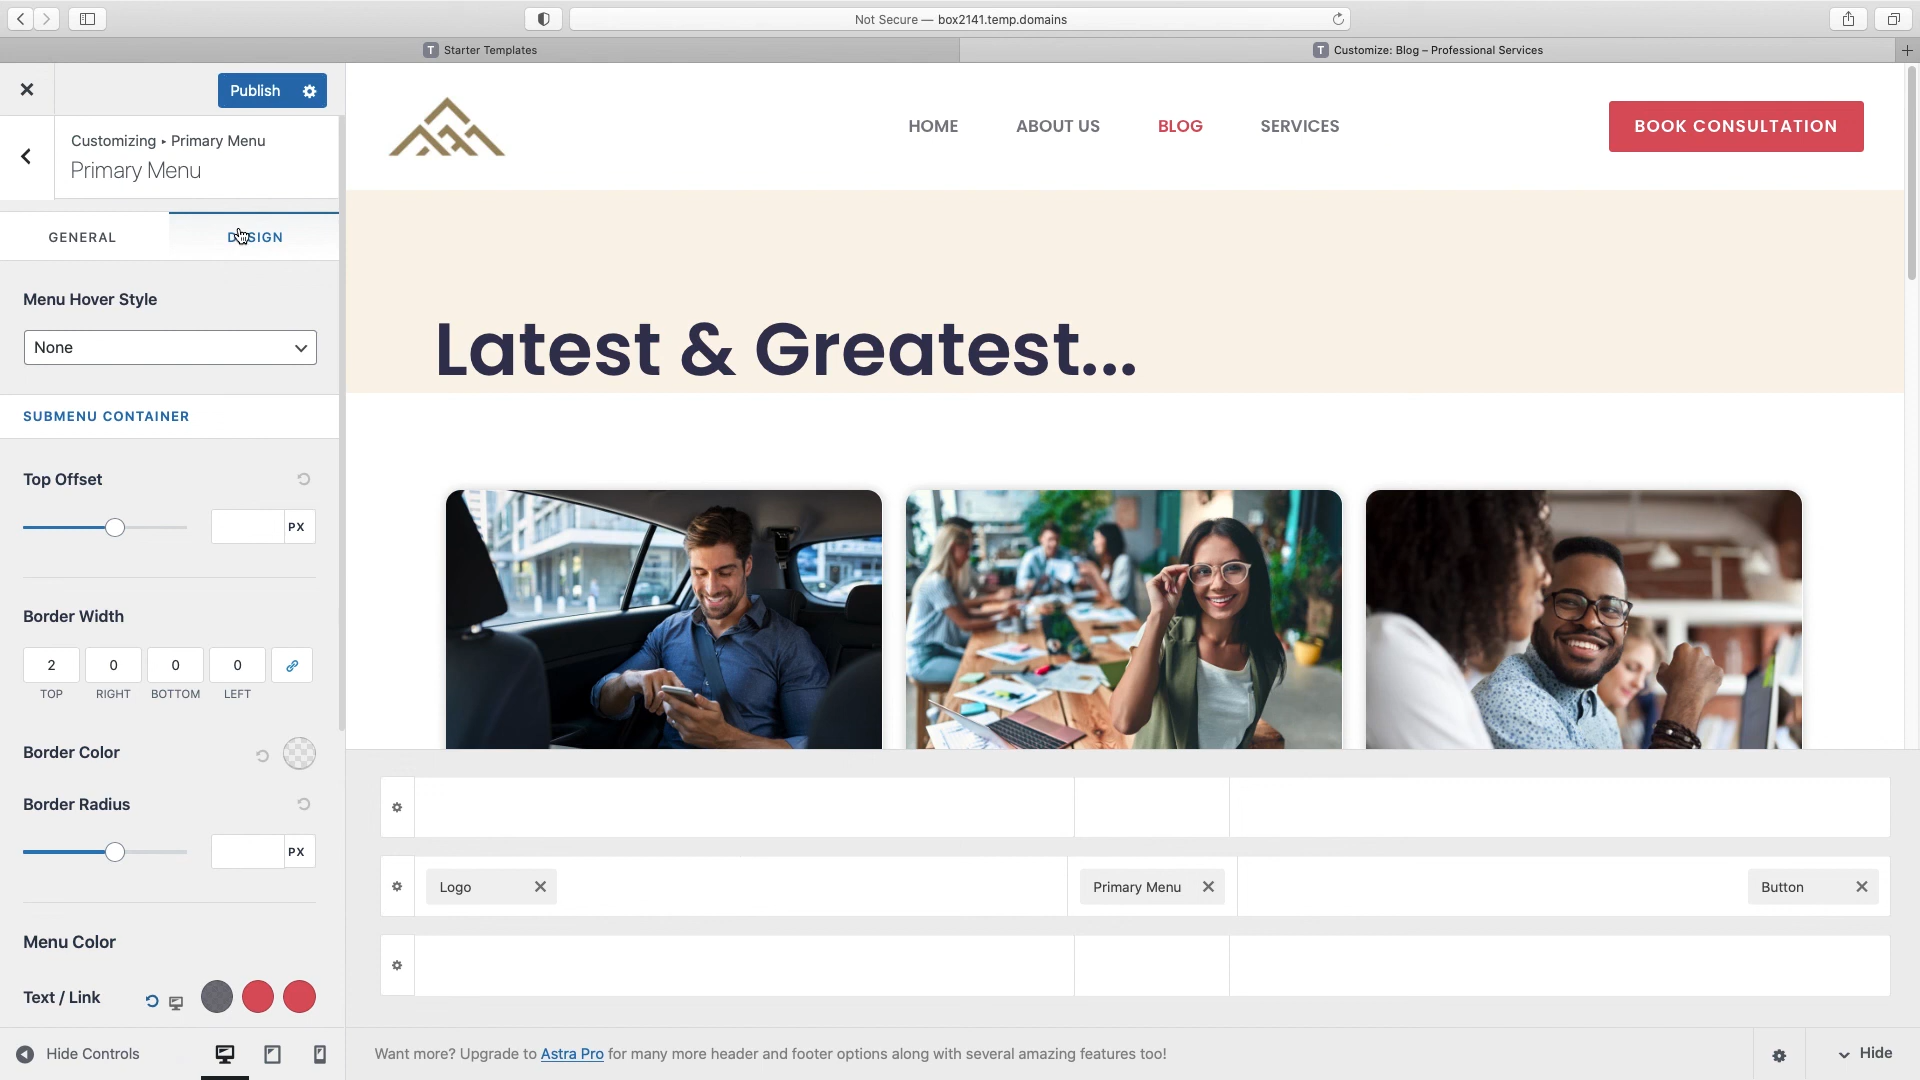 Not Secure — box2141.temp.domains
T Starter Templates
T Customize: Blog – Professional Services
Publish
Customizing ▸ Primary Menu
Primary Menu
GENERAL
DESIGN
Menu Hover Style
None
SUBMENU CONTAINER
Top Offset
PX
Border Width
2 0 0 0
TOP RIGHT BOTTOM LEFT
Border Color
Border Radius
PX
Menu Color
Text / Link
Hide Controls
HOME ABOUT US BLOG SERVICES
BOOK CONSULTATION
Latest & Greatest...
Logo
Primary Menu
Button
Want more? Upgrade to Astra Pro for many more header and footer options along with several amazing features too!
Hide